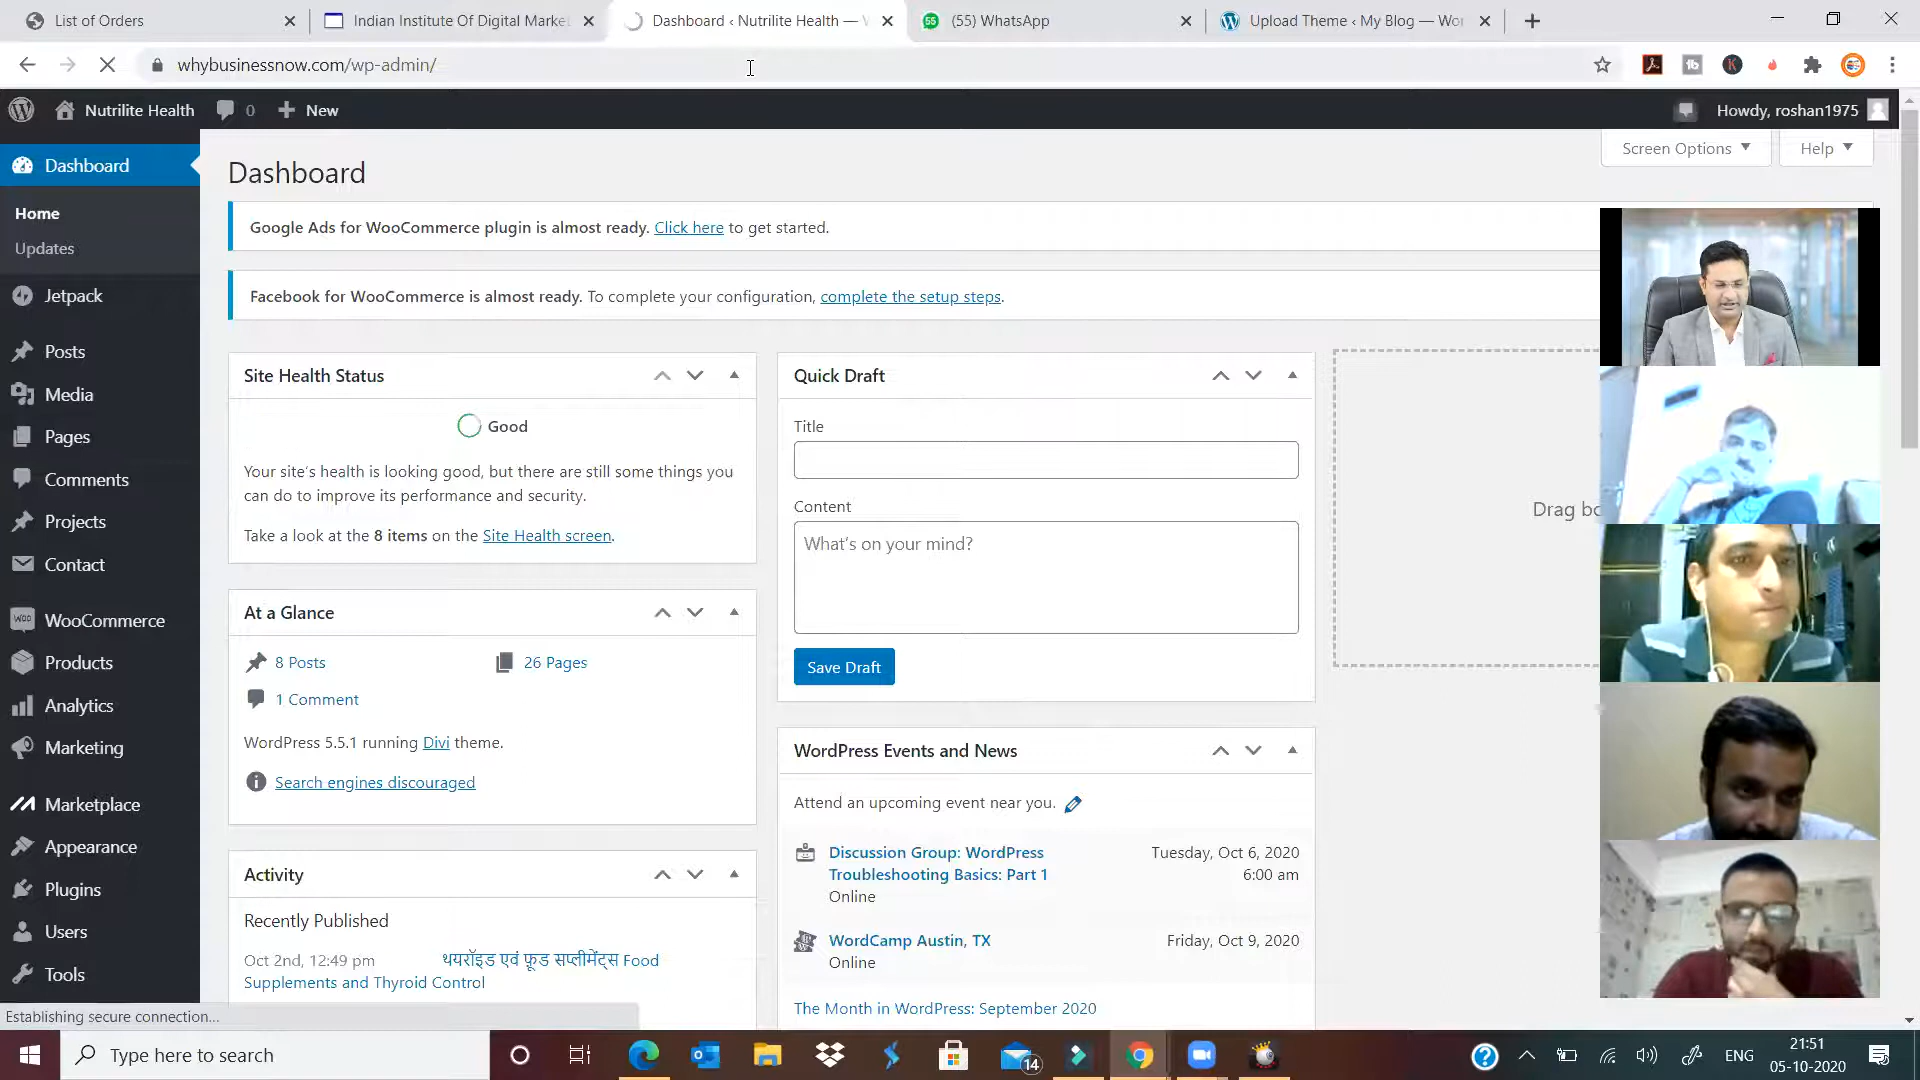 List of Orders
Indian Institute Of Digital Marke
Dashboard ‹ Nutrilite Health — W
(55) WhatsApp
Upload Theme ‹ My Blog — Wor
whybusinessnow.com/wp-admin/
Nutrilite Health
0
New
Howdy, roshan1975
Screen Options
Help
Dashboard
Home
Updates
Jetpack
Posts
Media
Pages
Comments
Projects
Contact
WooCommerce
Products
Analytics
Marketing
Marketplace
Appearance
Plugins
Users
Tools
Dashboard
Google Ads for WooCommerce plugin is almost ready. Click here to get started.
Facebook for WooCommerce is almost ready. To complete your configuration, complete the setup steps.
Site Health Status
Good
Your site's health is looking good, but there are still some things you
can do to improve its performance and security.
Take a look at the 8 items on the Site Health screen.
At a Glance
8 Posts
26 Pages
1 Comment
WordPress 5.5.1 running Divi theme.
Search engines discouraged
Activity
Recently Published
Oct 2nd, 12:49 pm
थयरॉइड एवं फ़ूड सप्लीमेंट्स Food
Supplements and Thyroid Control
Quick Draft
Title
Content
What's on your mind?
Save Draft
WordPress Events and News
Attend an upcoming event near you.
Discussion Group: WordPress
Troubleshooting Basics: Part 1
Online
Tuesday, Oct 6, 2020
6:00 am
WordCamp Austin, TX
Online
Friday, Oct 9, 2020
The Month in WordPress: September 2020
Drag bo
Establishing secure connection...
Type here to search
14
ENG
21:51
05-10-2020